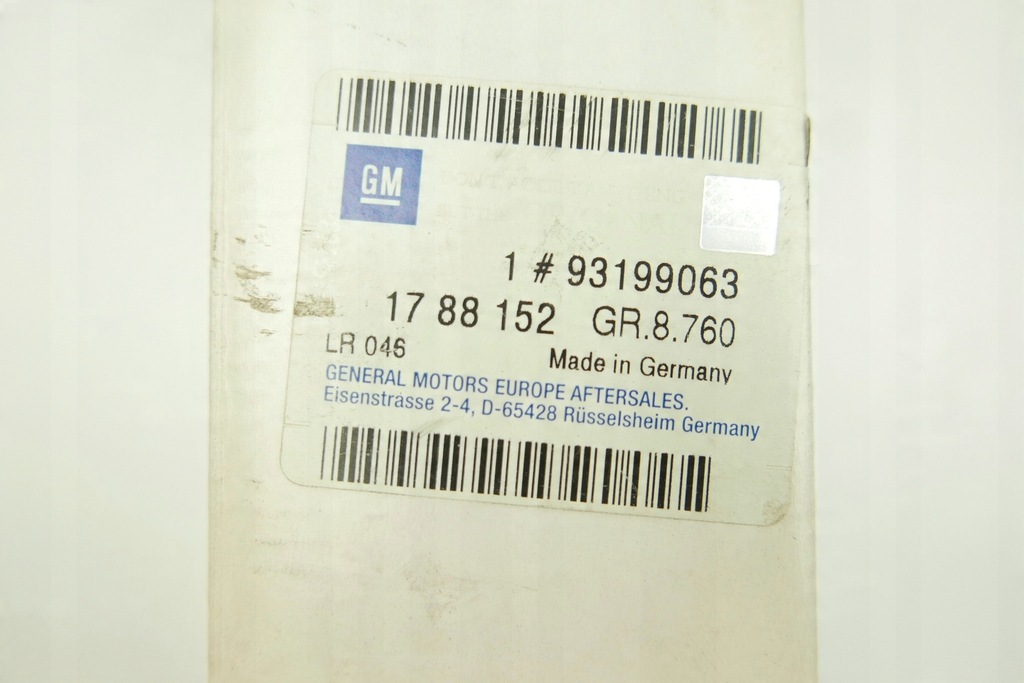 GM
1 # 93199063
17 88 152 GR.8.760
LR 046
Made in Germany
GENERAL MOTORS EUROPE AFTERSALES.
Eisenstrasse 2-4, D-65428 Rüsselsheim Germany